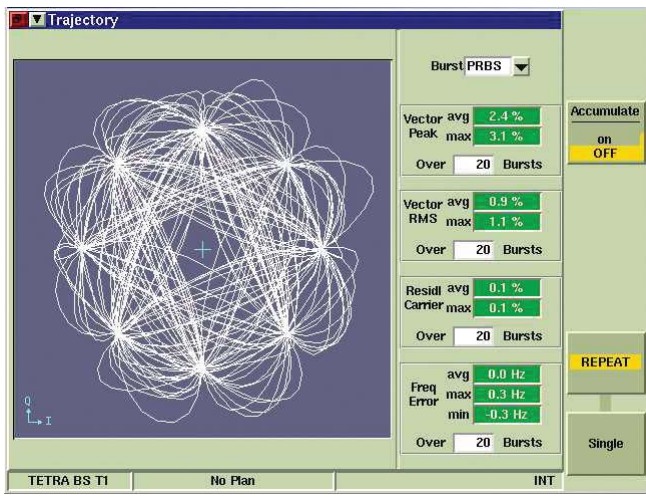 Trajectory
Burst PRBS
Vector Peak avg 2.4 %
max 3.1 %
Over 20 Bursts
Vector RMS avg 0.9 %
max 1.1 %
Over 20 Bursts
Residl Carrier avg 0.1 %
max 0.1 %
Over 20 Bursts
Freq Error avg 0.0 Hz
max 0.3 Hz
min -0.3 Hz
Over 20 Bursts
Q
I
Accumulate
on
OFF
REPEAT
Single
TETRA BS T1 No Plan INT